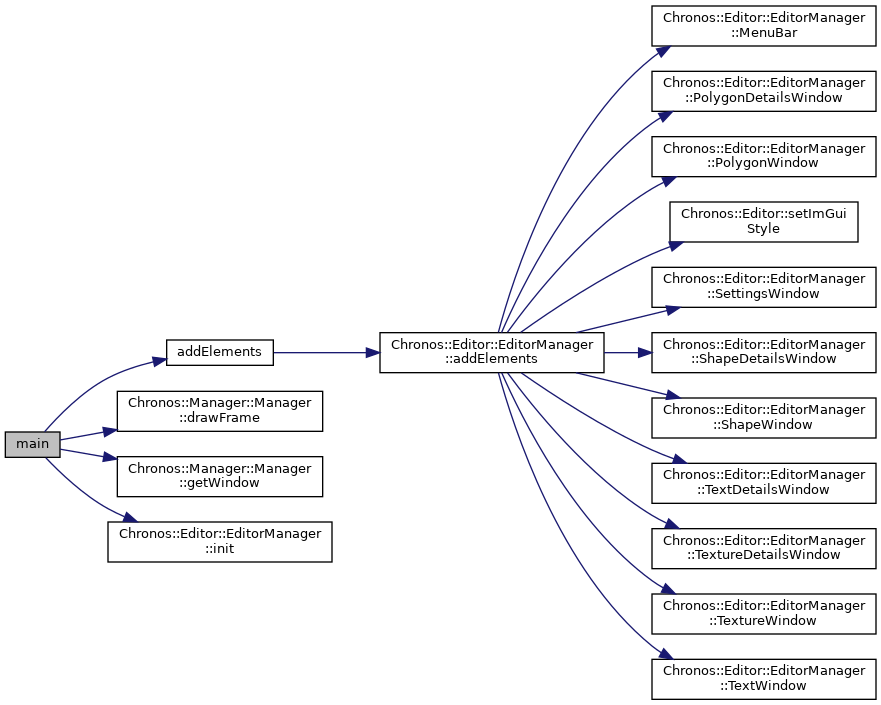 main
addElements
Chronos::Manager::Manager
::drawFrame
Chronos::Manager::Manager
::getWindow
Chronos::Editor::EditorManager
::init
Chronos::Editor::EditorManager
::addElements
Chronos::Editor::EditorManager
::MenuBar
Chronos::Editor::EditorManager
::PolygonDetailsWindow
Chronos::Editor::EditorManager
::PolygonWindow
Chronos::Editor::setImGui
Style
Chronos::Editor::EditorManager
::SettingsWindow
Chronos::Editor::EditorManager
::ShapeDetailsWindow
Chronos::Editor::EditorManager
::ShapeWindow
Chronos::Editor::EditorManager
::TextDetailsWindow
Chronos::Editor::EditorManager
::TextureDetailsWindow
Chronos::Editor::EditorManager
::TextureWindow
Chronos::Editor::EditorManager
::TextWindow